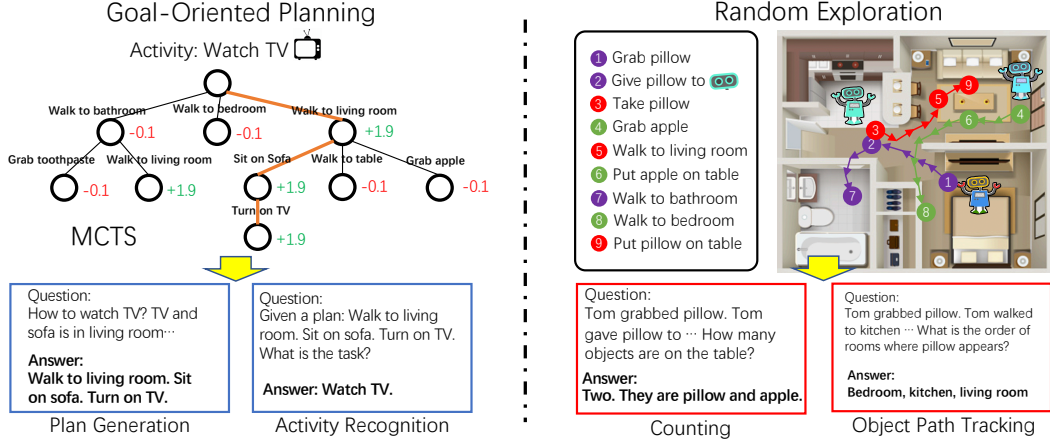 Goal-Oriented Planning
Activity: Watch TV
Walk to bathroom
Walk to bedroom
Walk to living room
-0.1
-0.1
+1.9
Grab toothpaste
Walk to living room
Sit on Sofa
Walk to table
Grab apple
-0.1
+1.9
+1.9
-0.1
-0.1
Turn on TV
+1.9
MCTS
Question:
How to watch TV? TV and
sofa is in living room···
Answer:
Walk to living room. Sit
on sofa. Turn on TV.
Plan Generation
Question:
Given a plan: Walk to living
room. Sit on sofa. Turn on TV.
What is the task?
Answer: Watch TV.
Activity Recognition
Random Exploration
1 Grab pillow
2 Give pillow to
3 Take pillow
4 Grab apple
5 Walk to living room
6 Put apple on table
7 Walk to bathroom
8 Walk to bedroom
9 Put pillow on table
9
5
4
6
3
2
1
7
8
Question:
Tom grabbed pillow. Tom
gave pillow to ··· How many
objects are on the table?
Answer:
Two. They are pillow and apple.
Counting
Question:
Tom grabbed pillow. Tom walked
to kitchen ··· What is the order of
rooms where pillow appears?
Answer:
Bedroom, kitchen, living room
Object Path Tracking